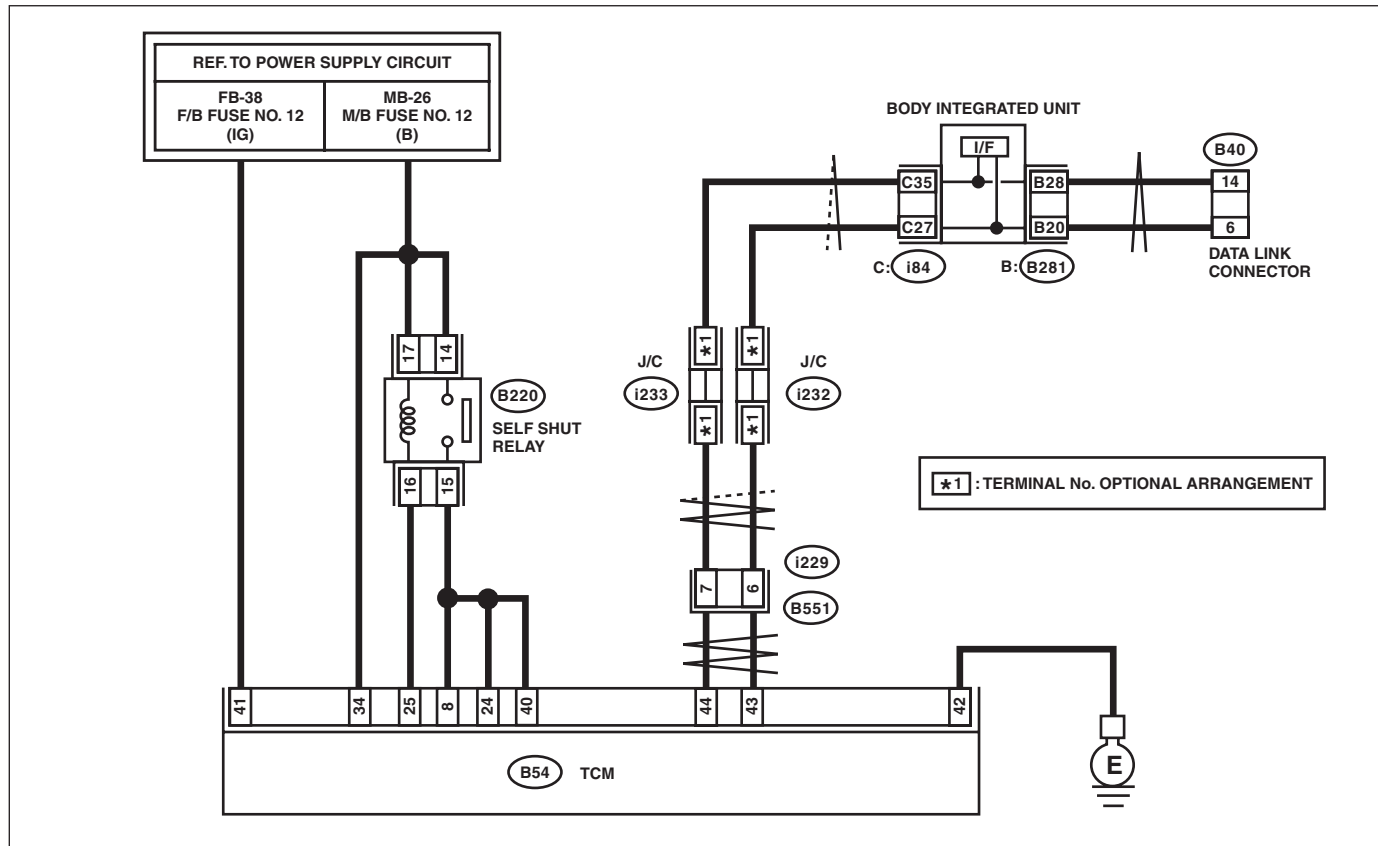 REF. TO POWER SUPPLY CIRCUIT
FB-38
F/B FUSE NO. 12
(IG)
MB-26
M/B FUSE NO. 12
(B)
BODY INTEGRATED UNIT
I/F
B40
C35
B28
14
C27
B20
6
C: i84
B: B281
DATA LINK
CONNECTOR
17
14
B220
SELF SHUT
RELAY
16
15
J/C
i233
*1
*1
*1
*1
J/C
i232
*1 : TERMINAL No. OPTIONAL ARRANGEMENT
i229
7
6
B551
41
34
25
8
24
40
44
43
42
B54 TCM
E